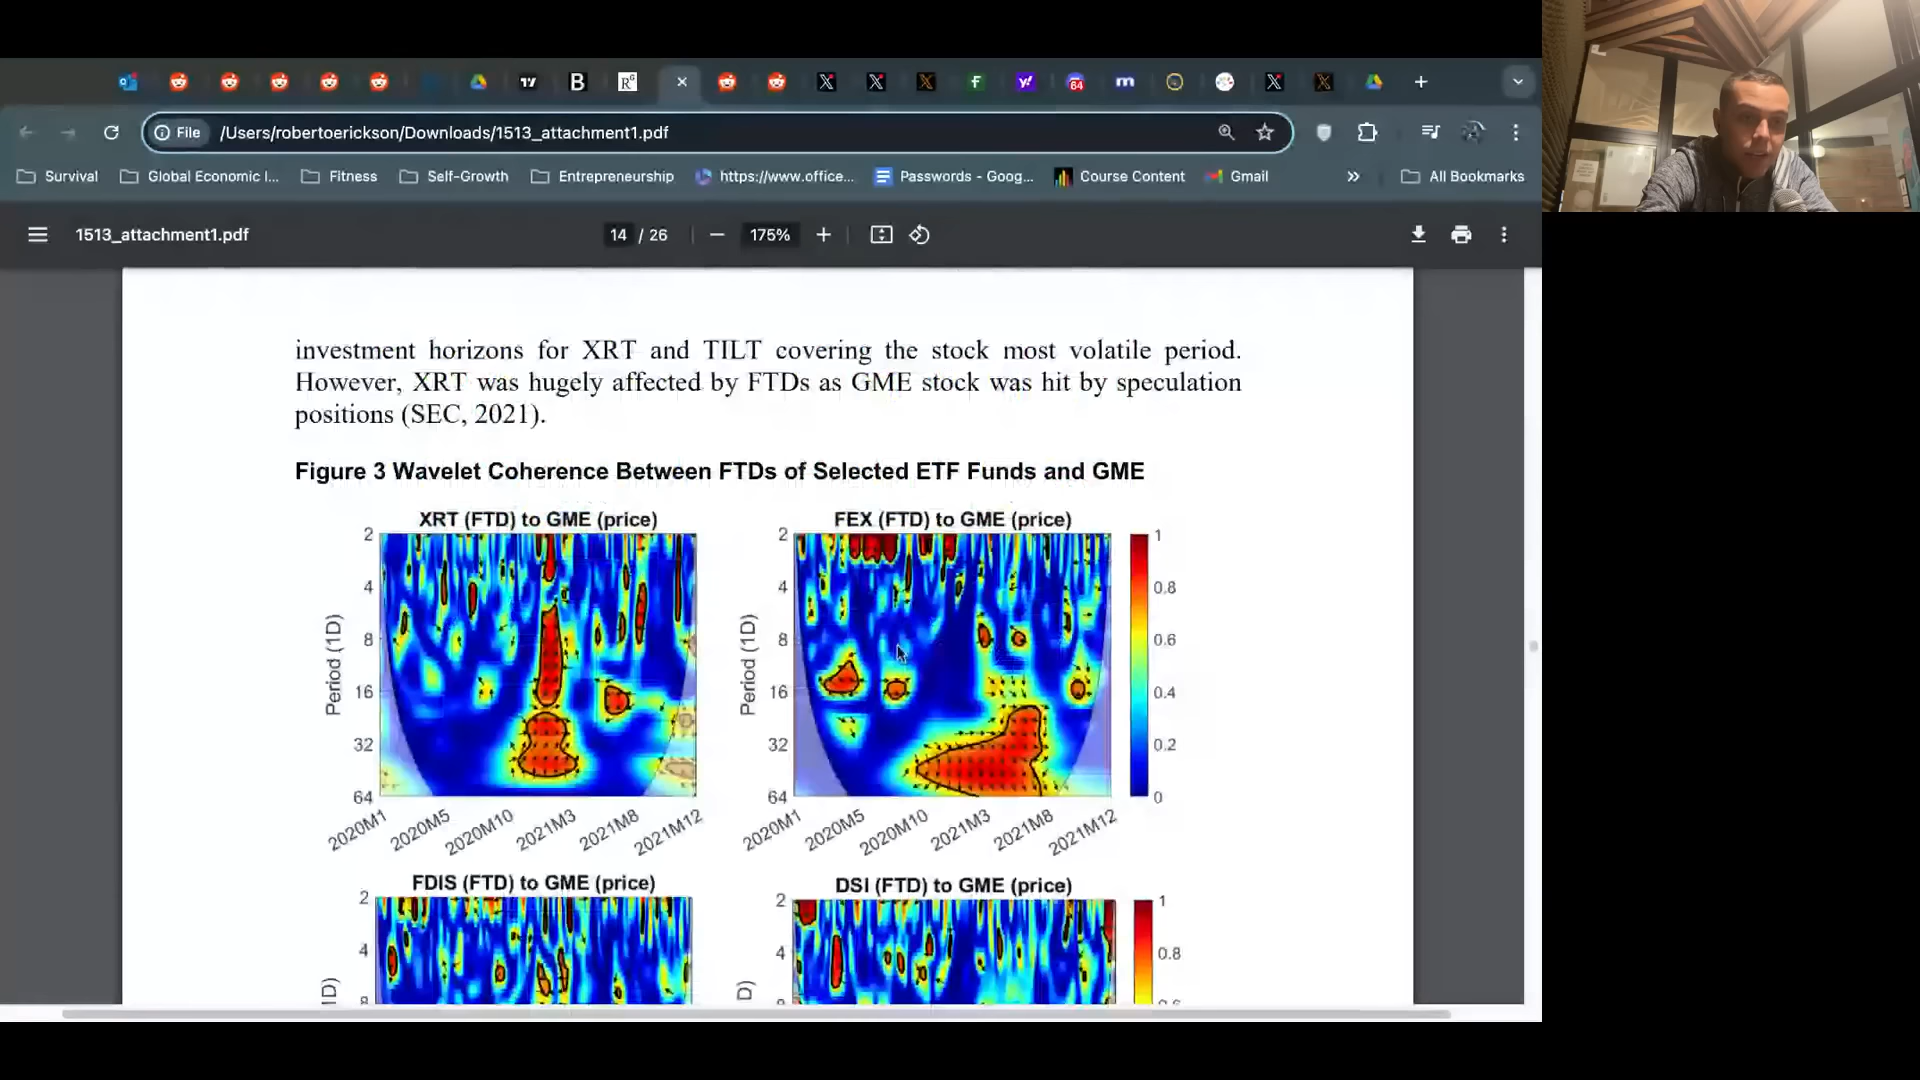 File
/Users/robertoerickson/Downloads/1513_attachment1.pdf
Survival
Global Economic I...
Fitness
Self-Growth
Entrepreneurship
https://www.office...
Passwords - Goog...
Course Content
Gmail
»
All Bookmarks
1513_attachment1.pdf
14 / 26
175%
investment horizons for XRT and TILT covering the stock most volatile period.
However, XRT was hugely affected by FTDs as GME stock was hit by speculation
positions (SEC, 2021).
Figure 3 Wavelet Coherence Between FTDs of Selected ETF Funds and GME
XRT (FTD) to GME (price)
Period (1D)
2
4
8
16
32
64
2020M1
2020M5
2020M10
2021M3
2021M8
2021M12
FEX (FTD) to GME (price)
Period (1D)
2
4
8
16
32
64
2020M1
2020M5
2020M10
2021M3
2021M8
2021M12
1
0.8
0.6
0.4
0.2
0
FDIS (FTD) to GME (price)
2
4
8
DSI (FTD) to GME (price)
2
4
1
0.8